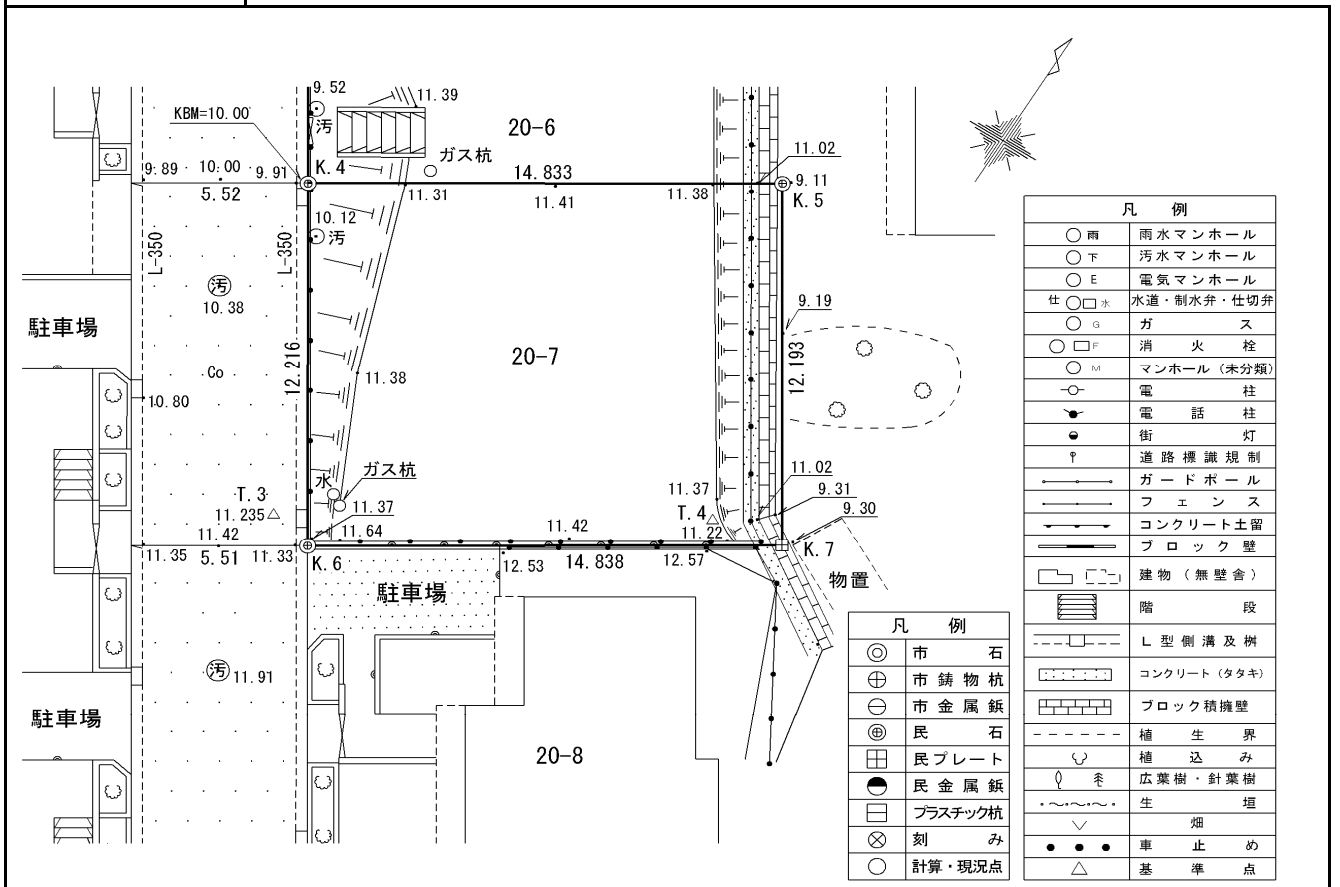 9.52
11.39
KBM=10.00
汚
20-6
ガス杭
11.02
9.89
10.00
9.91
K.4
14.833
9.11
5.52
11.31
11.41
11.38
K.5
10.12
汚
L-350
L-350
汚
10.38
9.19
駐車場
12.216
20-7
12.193
Co
11.38
10.80
水
ガス杭
11.02
T.3
11.37
9.31
11.235
11.37
T.4
9.30
11.42
11.64
11.42
11.22
11.35
5.51
11.33
K.6
12.53
14.838
12.57
K.7
駐車場
物置
汚
11.91
駐車場
20-8
凡 例
市 石
市鋳物杭
市金属鋲
民 石
民プレート
民金属鋲
プラスチック杭
刻 み
計算・現況点
凡 例
雨 雨水マンホール
下 汚水マンホール
E 電気マンホール
仕 水 水道・制水弁・仕切弁
G ガ ス
F 消 火 栓
M マンホール(未分類)
電 柱
電 話 柱
街 灯
道路標識規制
ガードポール
フ ェ ン ス
コンクリート土留
ブ ロ ッ ク 壁
建物(無壁舎)
階 段
L型側溝及桝
コンクリート(タタキ)
ブロック積擁壁
植 生 界
植 込 み
広葉樹・針葉樹
生 垣
畑
車 止 め
基 準 点